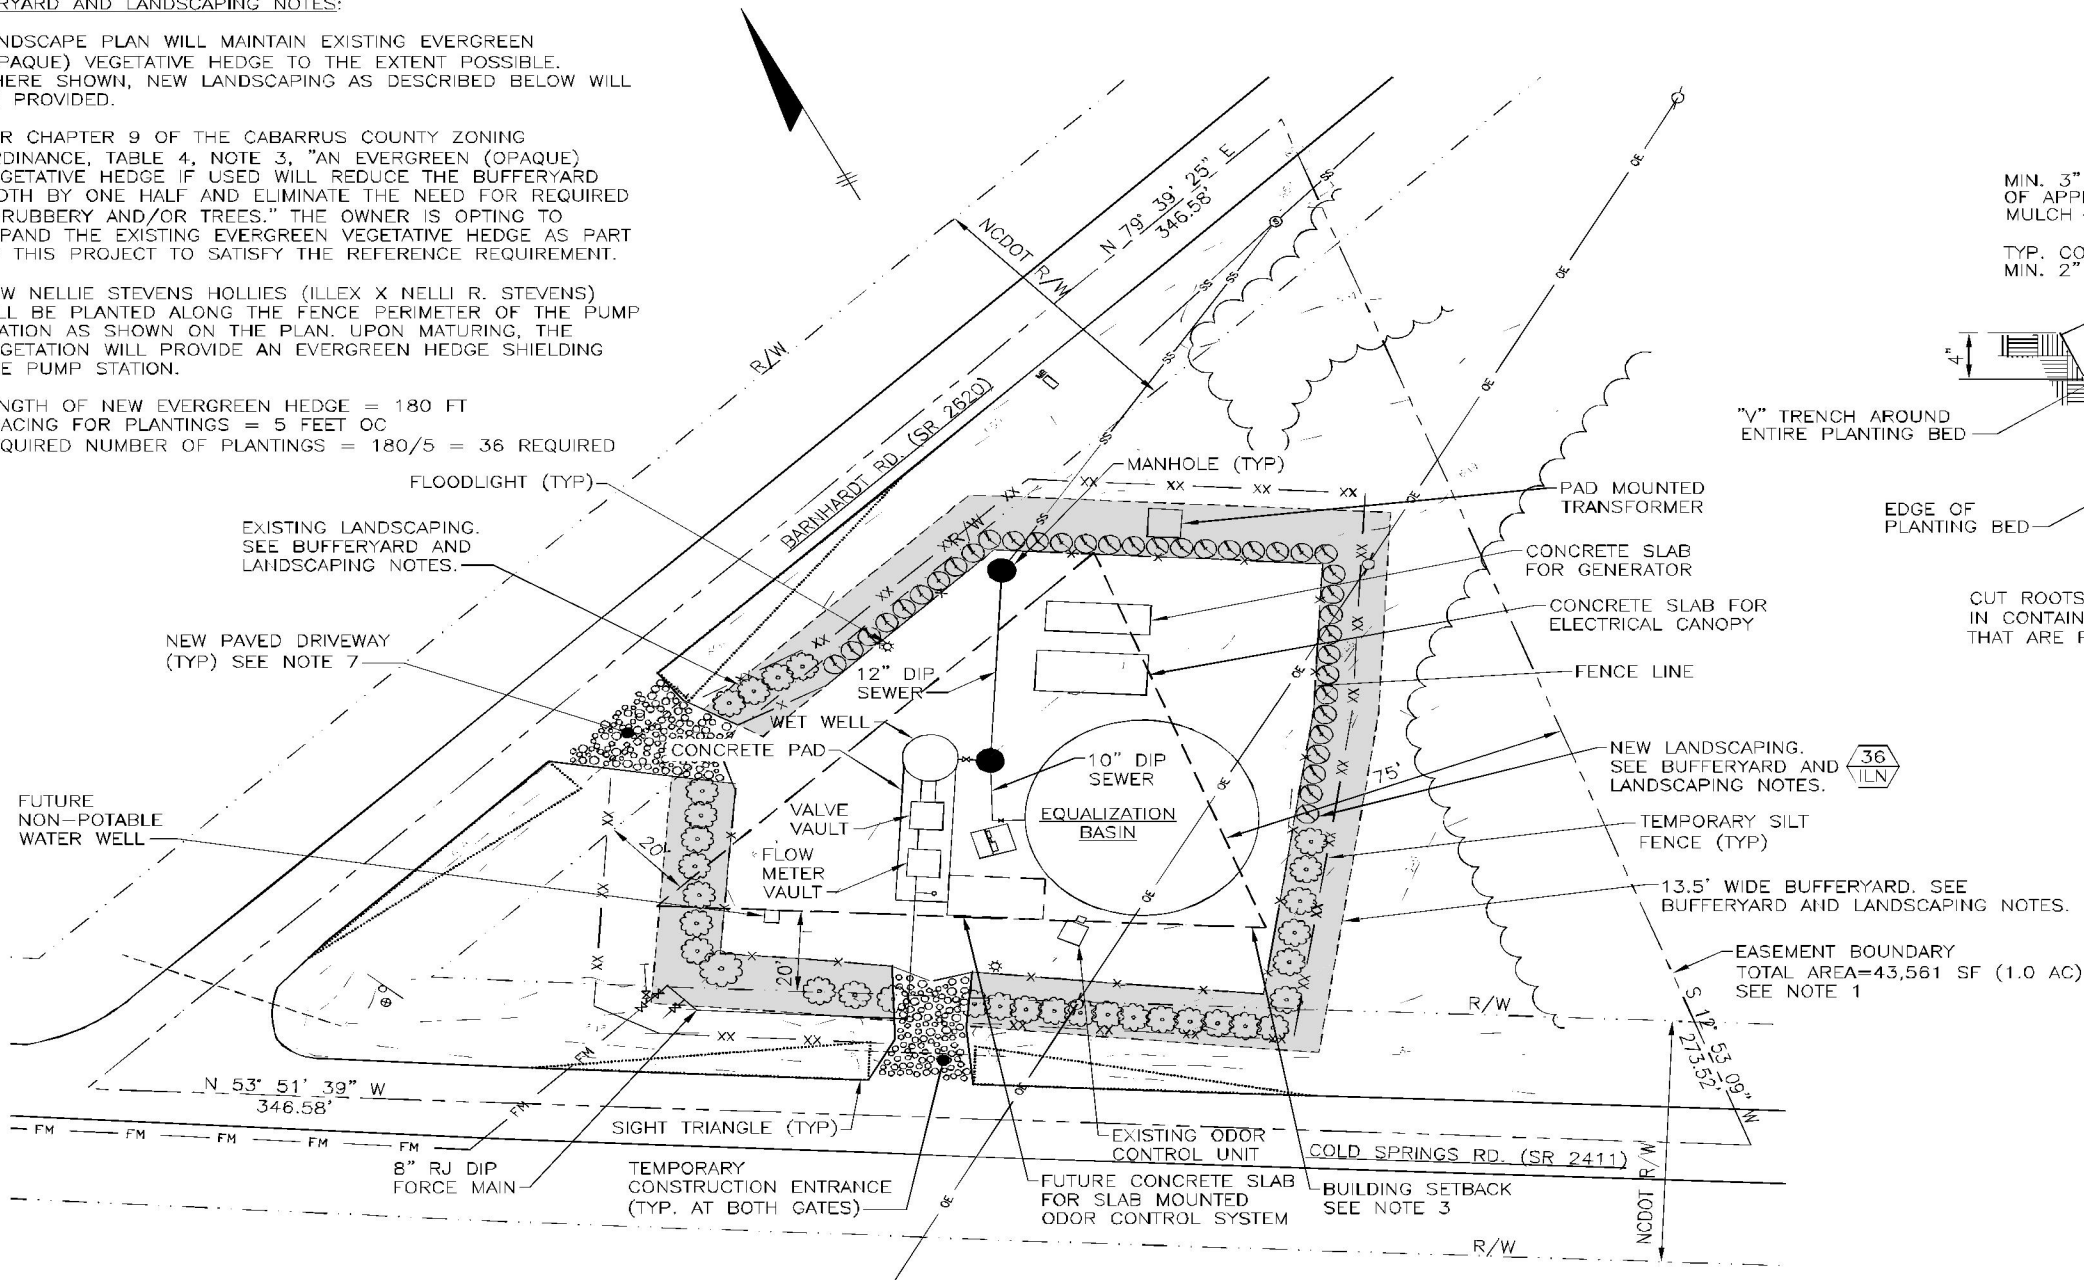 RYARD AND LANDSCAPING NOTES:
NDSCAPE PLAN WILL MAINTAIN EXISTING EVERGREEN
PAQUE) VEGETATIVE HEDGE TO THE EXTENT POSSIBLE.
HERE SHOWN, NEW LANDSCAPING AS DESCRIBED BELOW WILL
PROVIDED.
R CHAPTER 9 OF THE CABARRUS COUNTY ZONING
DINANCE, TABLE 4, NOTE 3, "AN EVERGREEN (OPAQUE)
GETATIVE HEDGE IF USED WILL REDUCE THE BUFFERYARD
DTH BY ONE HALF AND ELIMINATE THE NEED FOR REQUIRED
RUBBERY AND/OR TREES." THE OWNER IS OPTING TO
PAND THE EXISTING EVERGREEN VEGETATIVE HEDGE AS PART
THIS PROJECT TO SATISFY THE REFERENCE REQUIREMENT.
W NELLIE STEVENS HOLLIES (ILLEX X NELLI R. STEVENS)
LL BE PLANTED ALONG THE FENCE PERIMETER OF THE PUMP
ATION AS SHOWN ON THE PLAN. UPON MATURING, THE
GETATION WILL PROVIDE AN EVERGREEN HEDGE SHIELDING
E PUMP STATION.
NGTH OF NEW EVERGREEN HEDGE = 180 FT
ACING FOR PLANTINGS = 5 FEET OC
QUIRED NUMBER OF PLANTINGS = 180/5 = 36 REQUIRED
FLOODLIGHT (TYP)
EXISTING LANDSCAPING.
SEE BUFFERYARD AND
LANDSCAPING NOTES.
NEW PAVED DRIVEWAY
(TYP) SEE NOTE 7
FUTURE
NON-POTABLE
WATER WELL
R/W
NCDOT R/W
N 79° 39' 25" E
346.58'
BARNHARDT RD. (SR 2620)
R/W
MANHOLE (TYP)
PAD MOUNTED
TRANSFORMER
CONCRETE SLAB
FOR GENERATOR
CONCRETE SLAB FOR
ELECTRICAL CANOPY
FENCE LINE
12" DIP
SEWER
WET WELL
CONCRETE PAD
10" DIP
SEWER
EQUALIZATION
BASIN
VALVE
VAULT
FLOW
METER
VAULT
20'
20'
75'
NEW LANDSCAPING.
SEE BUFFERYARD AND
LANDSCAPING NOTES.
36
ILN
TEMPORARY SILT
FENCE (TYP)
13.5' WIDE BUFFERYARD. SEE
BUFFERYARD AND LANDSCAPING NOTES.
EASEMENT BOUNDARY
TOTAL AREA=43,561 SF (1.0 AC)
SEE NOTE 1
S 12° 53' 09" W
273.52'
R/W
NCDOT R/W
N 53° 51' 39" W
346.58'
FM FM FM FM FM FM FM
8" RJ DIP
FORCE MAIN
SIGHT TRIANGLE (TYP)
TEMPORARY
CONSTRUCTION ENTRANCE
(TYP. AT BOTH GATES)
EXISTING ODOR
CONTROL UNIT
FUTURE CONCRETE SLAB
FOR SLAB MOUNTED
ODOR CONTROL SYSTEM
COLD SPRINGS RD. (SR 2411)
BUILDING SETBACK
SEE NOTE 3
R/W
MIN. 3"
OF APP
MULCH
TYP. CO
MIN. 2"
4"
"V" TRENCH AROUND
ENTIRE PLANTING BED
EDGE OF
PLANTING BED
CUT ROOTS
IN CONTAIN
THAT ARE